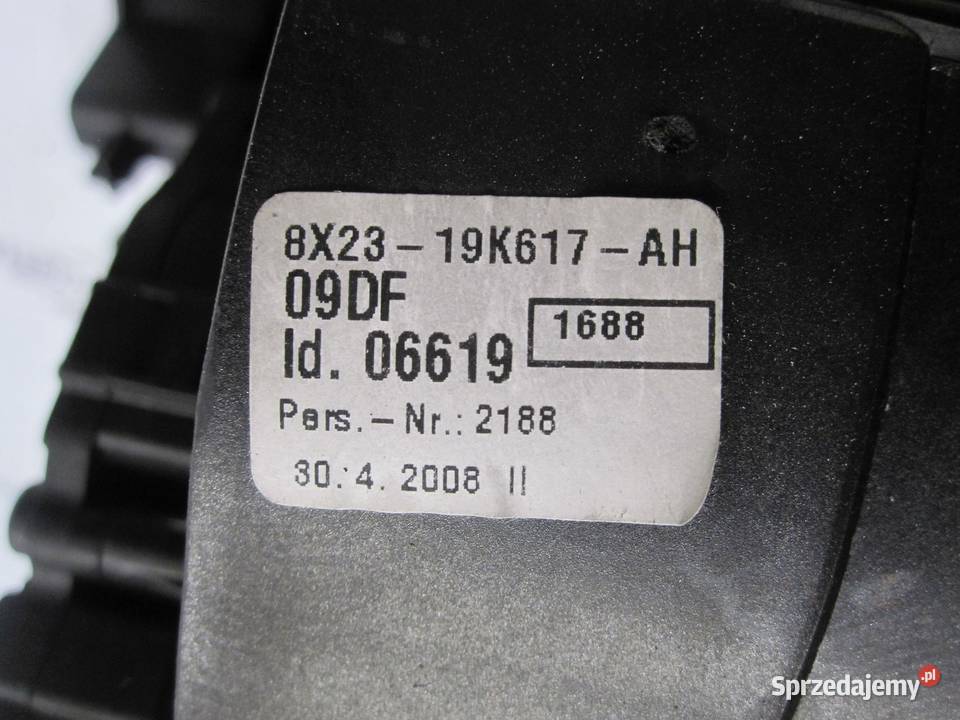 8X23-19K617-AH
09DF
1688
Id. 06619
Pers.-Nr.: 2188
30.4.2008 II
Sprzedajemy.pl